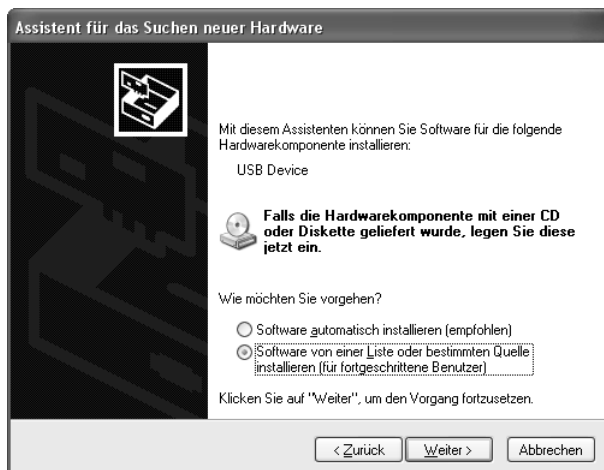 Assistent für das Suchen neuer Hardware
Mit diesem Assistenten können Sie Software für die folgende
Hardwarekomponente installieren:
USB Device
Falls die Hardwarekomponente mit einer CD
oder Diskette geliefert wurde, legen Sie diese
jetzt ein.
Wie möchten Sie vorgehen?
Software automatisch installieren (empfohlen)
Software von einer Liste oder bestimmten Quelle
installieren (für fortgeschrittene Benutzer)
Klicken Sie auf "Weiter", um den Vorgang fortzusetzen.
< Zurück Weiter > Abbrechen